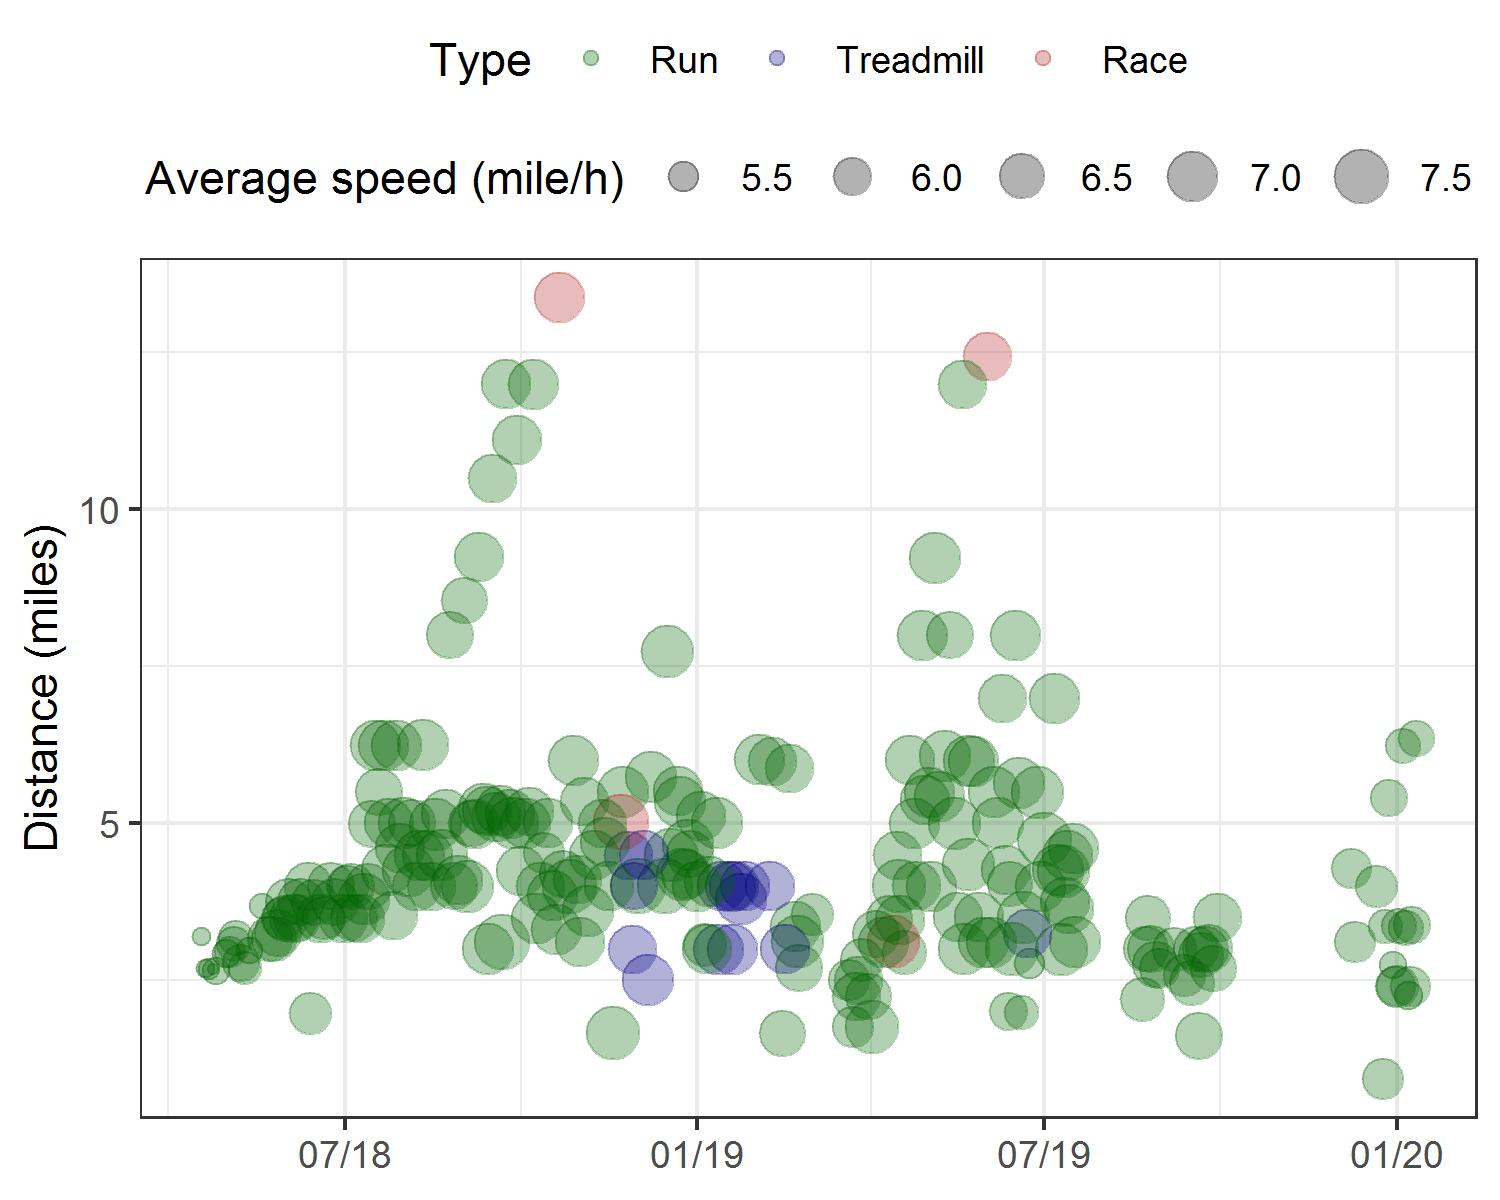 Type Run Treadmill Race
Average speed (mile/h) 5.5 6.0 6.5 7.0 7.5
Distance (miles)
10
5
07/18 01/19 07/19 01/20